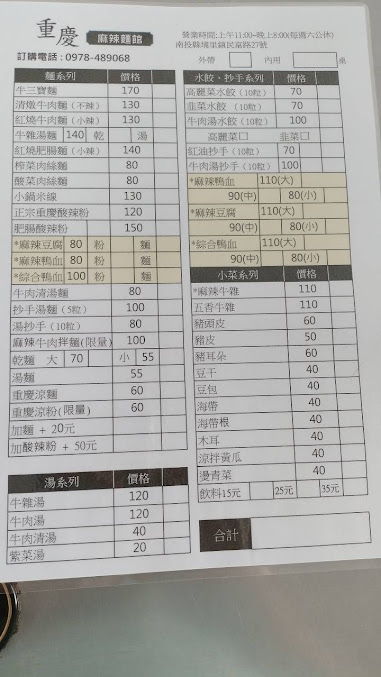 重慶 麻辣麵館
訂購電話：0978-489068
營業時間:上午11:00~晚上8:00(每週六公休)
南投縣埔里鎮民富路27號
外帶 內用 桌
麵系列 價格
牛三寶麵 170
清燉牛肉麵（不辣） 130
紅燒牛肉麵（小辣） 130
牛雜湯麵 140 乾 湯
紅燒肥腸麵（小辣） 140
榨菜肉絲麵 80
酸菜肉絲麵 80
小鍋米線 130
正宗重慶酸辣粉 120
肥腸酸辣粉 150
*麻辣豆腐 80 粉 麵
*麻辣鴨血 80 粉 麵
*綜合鴨血 100 粉 麵
牛肉清湯麵 80
抄手湯麵（5粒） 100
湯抄手（10粒） 80
麻辣牛肉拌麵(限量) 100
乾麵 大 70 小 55
湯麵 55
重慶涼麵 60
重慶涼粉(限量) 60
加麵 + 20元
加酸辣粉 + 50元
湯系列 價格
牛雜湯 120
牛肉湯 120
牛肉清湯 40
紫菜湯 20
水餃、抄手系列 價格
高麗菜水餃（10粒） 70
韭菜水餃（10粒） 70
牛肉湯水餃（10粒） 100
高麗菜□ 韭菜□
紅油抄手（10粒） 70
牛肉湯抄手（10粒） 100
*麻辣鴨血 110(大)
90(中) 80(小)
*麻辣豆腐 110(大)
90(中) 80(小)
*綜合鴨血 110(大)
90(中) 80(小)
小菜系列 價格
*麻辣牛雜 110
五香牛雜 110
豬頭皮 60
豬皮 50
豬耳朵 60
豆干 40
豆包 40
海帶 40
海帶根 40
木耳 40
涼拌黃瓜 40
燙青菜 40
飲料15元 25元 35元
合計